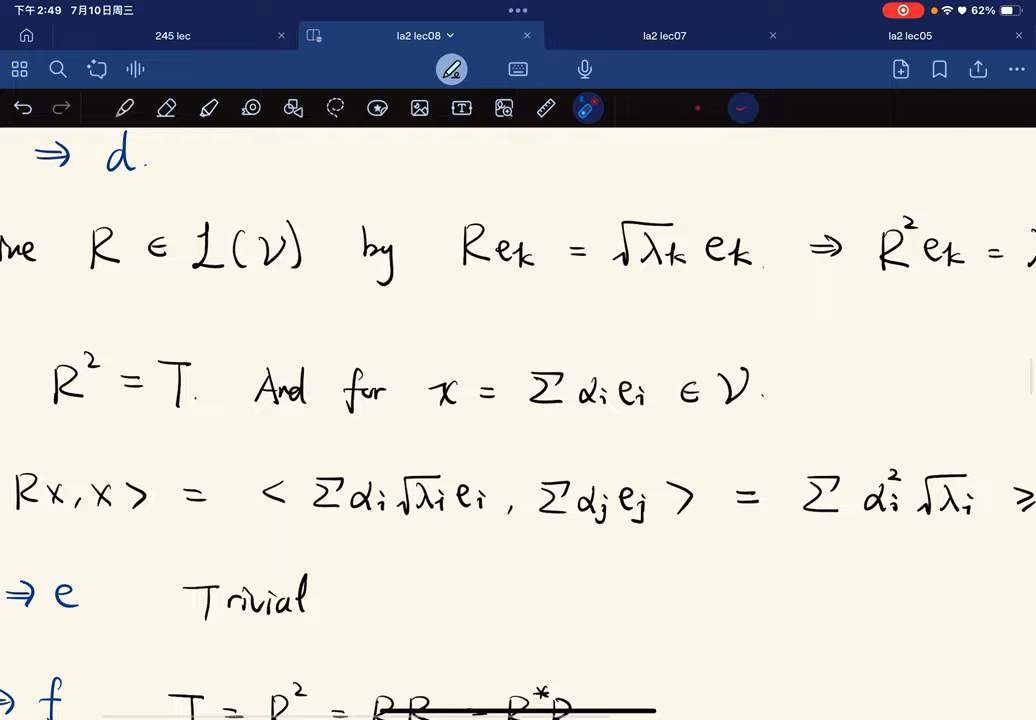 下午2:49 7月10日周三
62%
245 lec
la2 lec08
la2 lec07
la2 lec05
⇒ d.
R ∈ L(V) by Re_k = √λ_k e_k. ⇒ R²e_k = λ
R² = T. And for x = Σ α_i e_i ∈ V.
Rx, x > = < Σ α_i √λ_i e_i, Σ α_j e_j > = Σ α_i² √λ_i ≥
⇒ e Trivial
⇒ f T = R² = RR = R*R